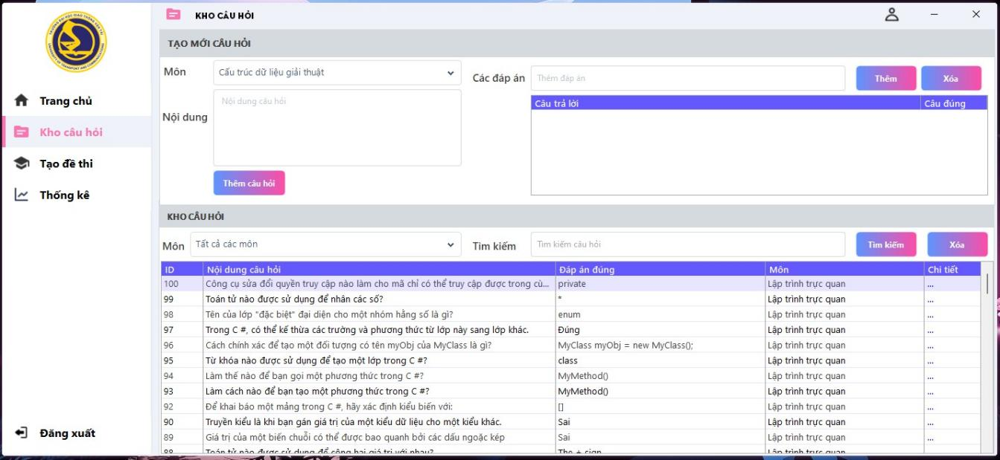 TRƯỜNG ĐẠI HỌC GIAO THÔNG VẬN TẢI
UNIVERSITY OF TRANSPORT AND COMMUNICATIONS
Trang chủ
Kho câu hỏi
Tạo đề thi
Thống kê
Đăng xuất
KHO CÂU HỎI
TẠO MỚI CÂU HỎI
Môn Cấu trúc dữ liệu giải thuật
Nội dung Nội dung câu hỏi
Thêm câu hỏi
Các đáp án Thêm đáp án Thêm Xóa
Câu trả lời Câu đúng
KHO CÂU HỎI
Môn Tất cả các môn Tìm kiếm Tìm kiếm câu hỏi Tìm kiếm Xóa
ID Nội dung câu hỏi Đáp án đúng Môn Chi tiết
100 Công cụ sửa đổi quyền truy cập nào làm cho mã chỉ có thể truy cập được trong cù... private Lập trình trực quan ...
99 Toán tử nào được sử dụng để nhân các số? * Lập trình trực quan ...
98 Tên của lớp "đặc biệt" đại diện cho một nhóm hằng số là gì? enum Lập trình trực quan ...
97 Trong C #, có thể kế thừa các trường và phương thức từ lớp này sang lớp khác. Đúng Lập trình trực quan ...
96 Cách chính xác để tạo một đối tượng có tên myObj của MyClass là gì? MyClass myObj = new MyClass(); Lập trình trực quan ...
95 Từ khóa nào được sử dụng để tạo một lớp trong C #? class Lập trình trực quan ...
94 Làm thế nào để bạn gọi một phương thức trong C #? MyMethod() Lập trình trực quan ...
93 Làm cách nào để bạn tạo một phương thức trong C #? MyMethod() Lập trình trực quan ...
92 Để khai báo một mảng trong C #, hãy xác định kiểu biến với: [] Lập trình trực quan ...
90 Truyền kiểu là khi bạn gán giá trị của một kiểu dữ liệu cho một kiểu khác. Sai Lập trình trực quan ...
89 Giá trị của một biến chuỗi có thể được bao quanh bởi các dấu ngoặc kép Sai Lập trình trực quan ...
88 Toán tử nào được sử dụng để cộng hai giá trị với nhau? The + sign Lập trình trực quan ...